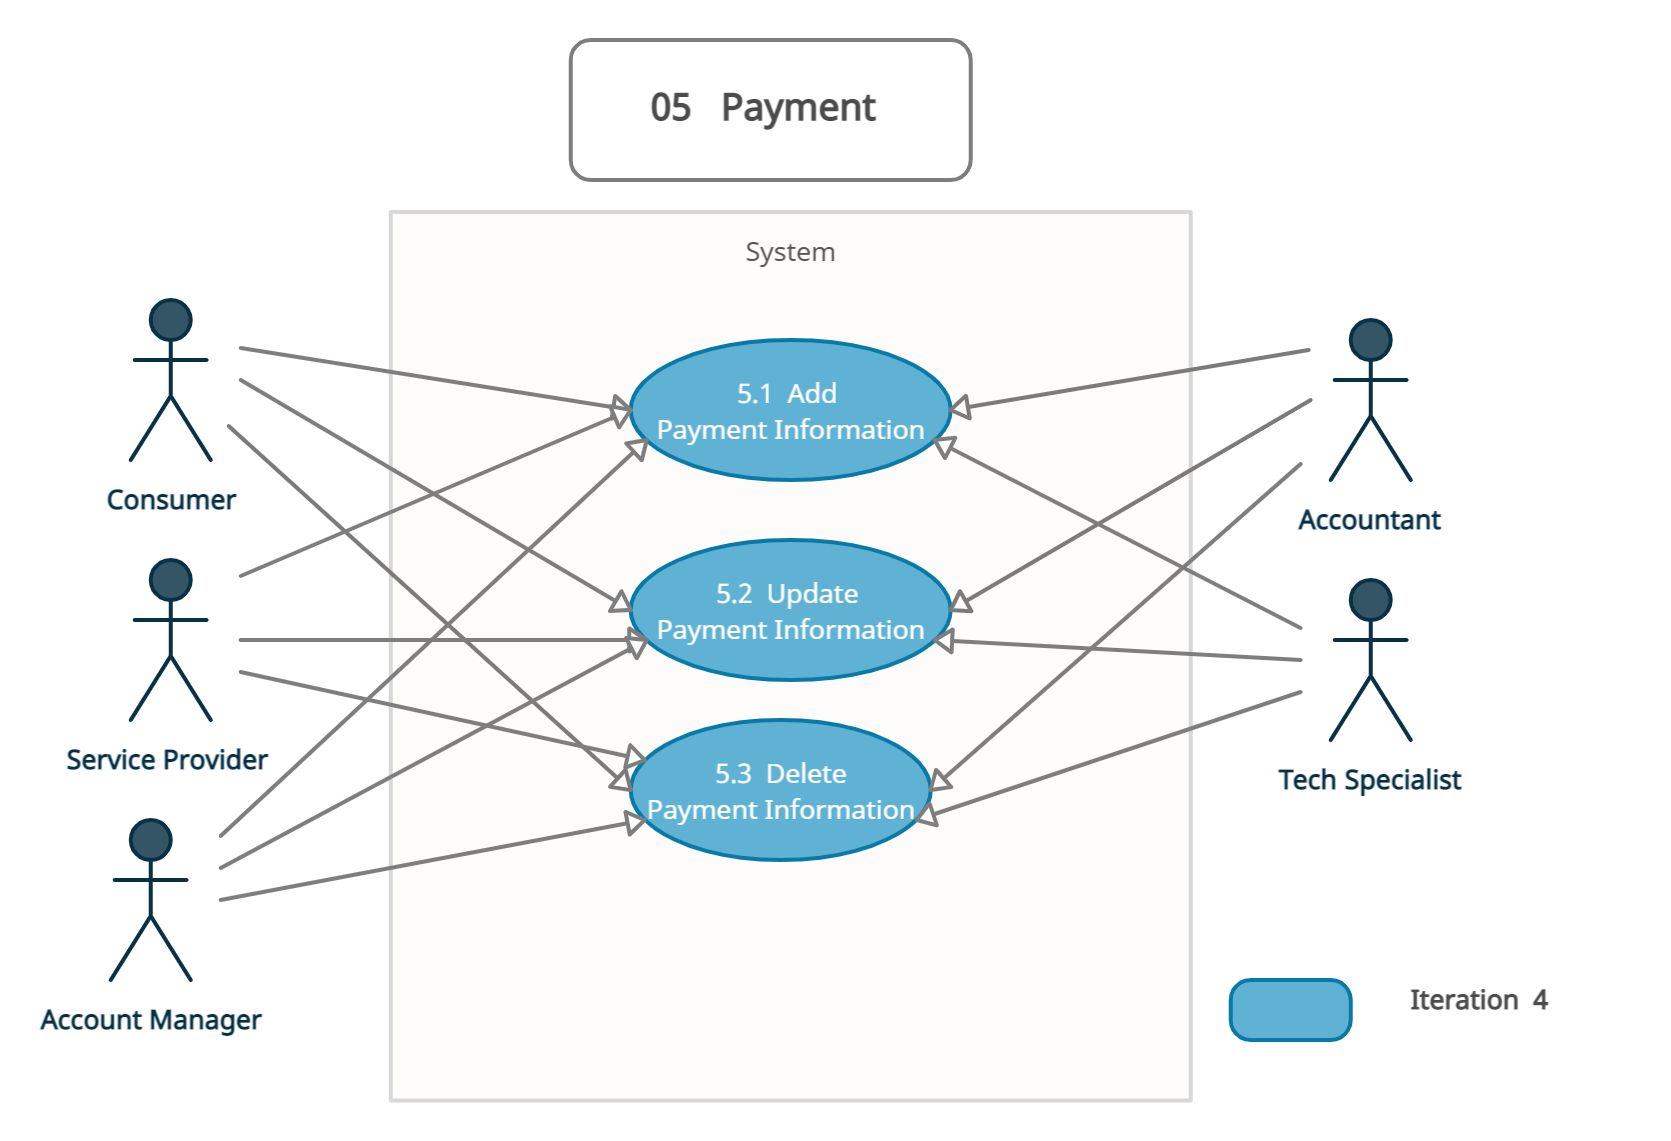 05 Payment
System
5.1 Add
Payment Information
5.2 Update
Payment Information
5.3 Delete
Payment Information
Consumer
Service Provider
Account Manager
Accountant
Tech Specialist
Iteration 4